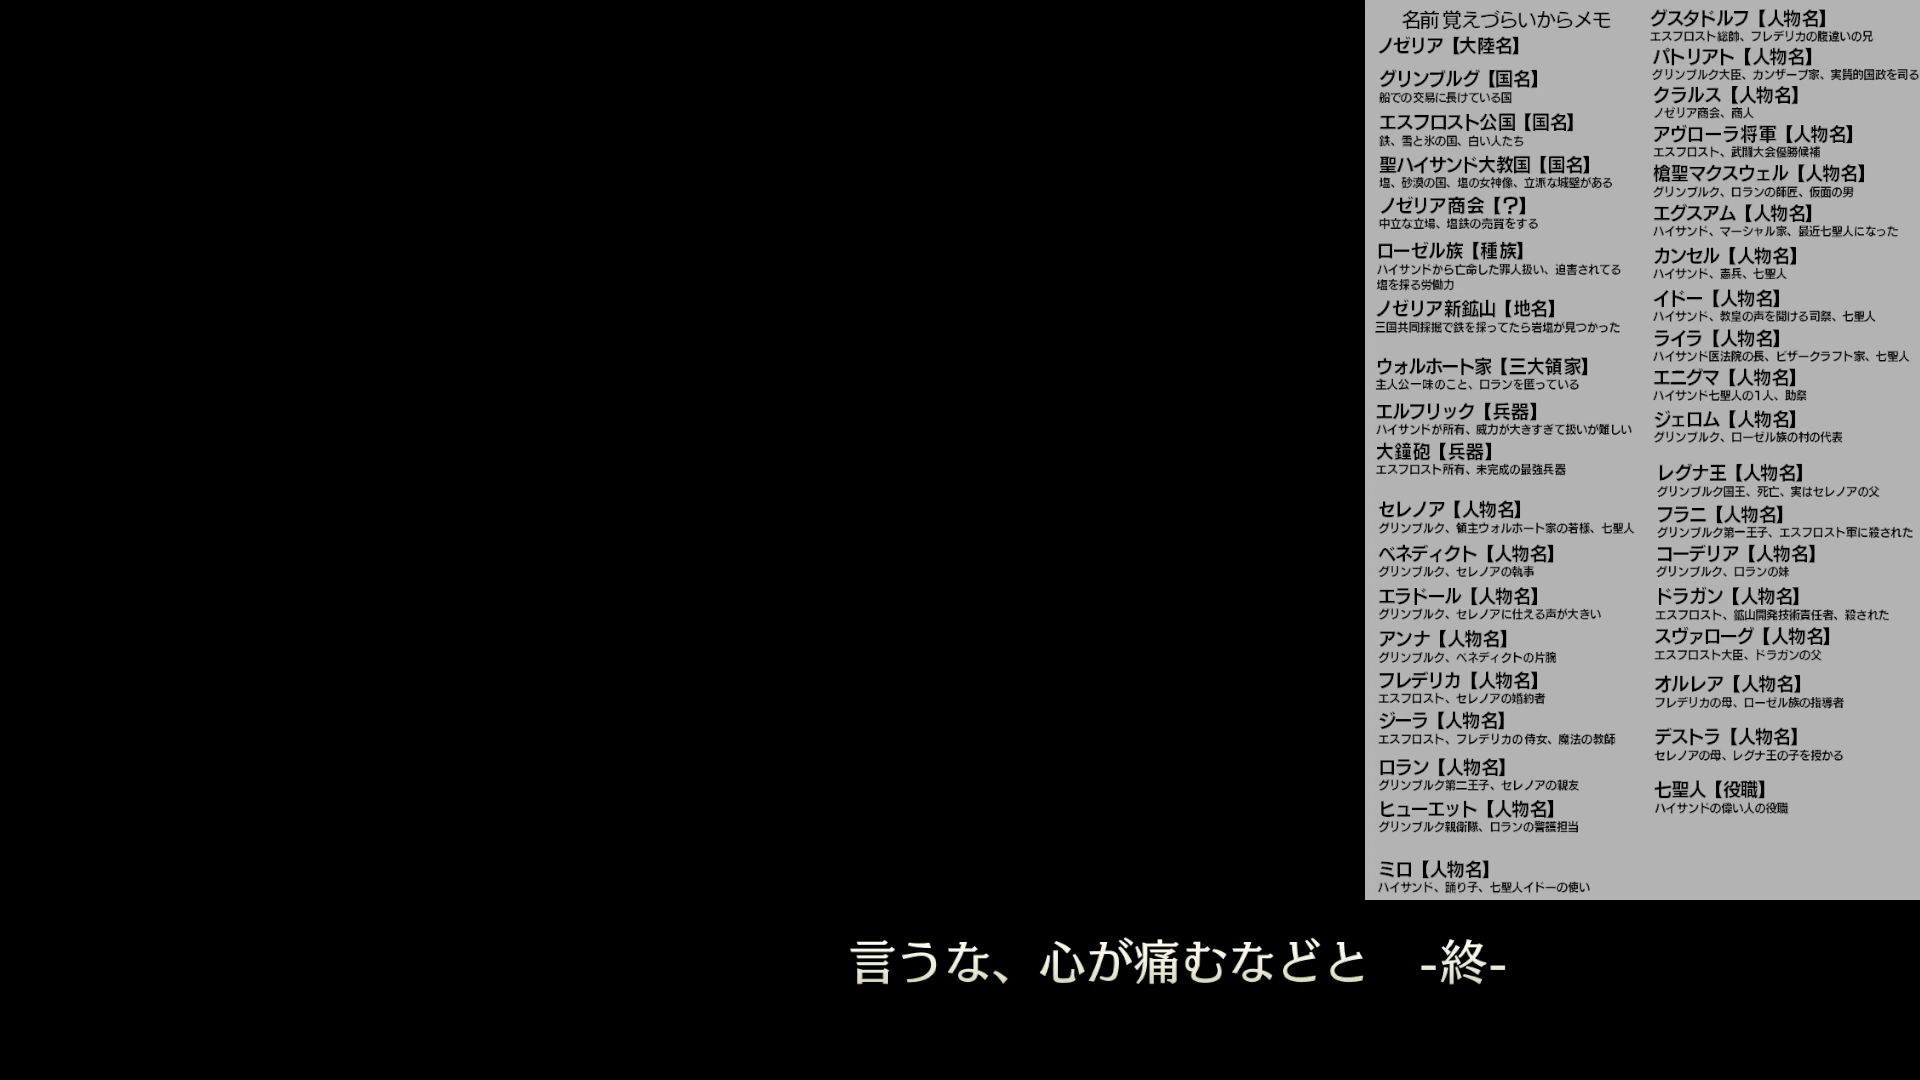 名前覚えづらいからメモ
ノゼリア【大陸名】
グリンブルグ【国名】
船での交易に長けている国
エスフロスト公国【国名】
鉄、雪と氷の国、白い人たち
聖ハイサンド大教国【国名】
塩、砂漠の国、塩の女神像、立派な城壁がある
ノゼリア商会【?】
中立な立場、塩鉄の売買をする
ローゼル族【種族】
ハイサンドから亡命した罪人扱い、迫害されてる
塩を採る労働力
ノゼリア新鉱山【地名】
三国共同採掘で鉄を採ってたら岩塩が見つかった
ウォルホート家【三大領家】
主人公一味のこと、ロランを匿っている
エルフリック【兵器】
ハイサンドが所有、威力が大きすぎて扱いが難しい
大鐘砲【兵器】
エスフロスト所有、未完成の最強兵器
セレノア【人物名】
グリンブルク、領主ウォルホート家の若様、七聖人
ベネディクト【人物名】
グリンブルク、セレノアの執事
エラドール【人物名】
グリンブルク、セレノアに仕える声が大きい
アンナ【人物名】
グリンブルク、ベネディクトの片腕
フレデリカ【人物名】
エスフロスト、セレノアの婚約者
ジーラ【人物名】
エスフロスト、フレデリカの侍女、魔法の教師
ロラン【人物名】
グリンブルク第二王子、セレノアの親友
ヒューエット【人物名】
グリンブルク親衛隊、ロランの警護担当
ミロ【人物名】
ハイサンド、踊り子、七聖人イドーの使い
グスタドルフ【人物名】
エスフロスト総帥、フレデリカの腹違いの兄
パトリアト【人物名】
グリンブルク大臣、カンザーブ家、実質的国政を司る
クラルス【人物名】
ノゼリア商会、商人
アヴローラ将軍【人物名】
エスフロスト、武闘大会優勝候補
槍聖マクスウェル【人物名】
グリンブルク、ロランの師匠、仮面の男
エグスアム【人物名】
ハイサンド、マーシャル家、最近七聖人になった
カンセル【人物名】
ハイサンド、憲兵、七聖人
イドー【人物名】
ハイサンド、教皇の声を聞ける司祭、七聖人
ライラ【人物名】
ハイサンド医法院の長、ビザークラフト家、七聖人
エニグマ【人物名】
ハイサンド七聖人の1人、助祭
ジェロム【人物名】
グリンブルク、ローゼル族の村の代表
レグナ王【人物名】
グリンブルク国王、死亡、実はセレノアの父
フラニ【人物名】
グリンブルク第一王子、エスフロスト軍に殺された
コーデリア【人物名】
グリンブルク、ロランの妹
ドラガン【人物名】
エスフロスト、鉱山開発技術責任者、殺された
スヴァローグ【人物名】
エスフロスト大臣、ドラガンの父
オルレア【人物名】
フレデリカの母、ローゼル族の指導者
デストラ【人物名】
セレノアの母、レグナ王の子を授かる
七聖人【役職】
ハイサンドの偉い人の役職
言うな、心が痛むなどと　-終-